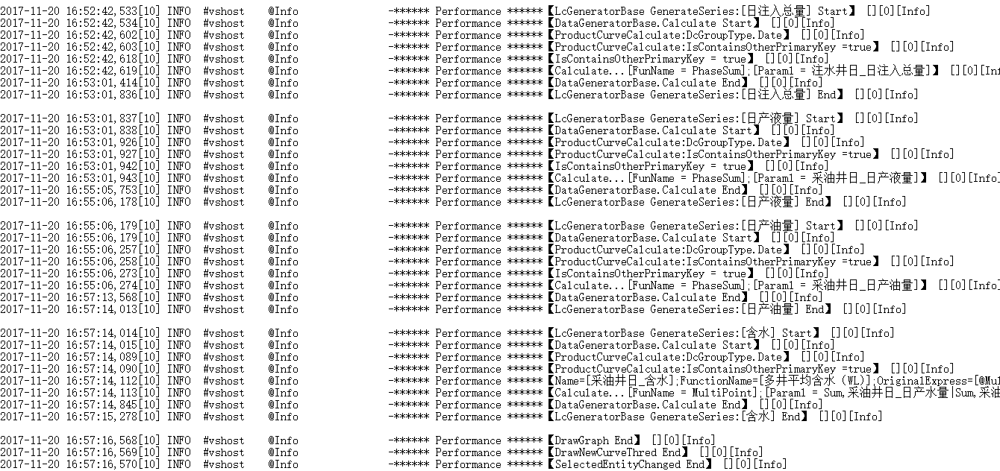 2017-11-20 16:52:42,533[10] INFO #vshost @Info -****** Performance ******【LcGeneratorBase GenerateSeries:[日注入总量] Start】 [][0][Info]
2017-11-20 16:52:42,534[10] INFO #vshost @Info -****** Performance ******【DataGeneratorBase.Calculate Start】 [][0][Info]
2017-11-20 16:52:42,602[10] INFO #vshost @Info -****** Performance ******【ProductCurveCalculate:DcGroupType.Date】 [][0][Info]
2017-11-20 16:52:42,603[10] INFO #vshost @Info -****** Performance ******【ProductCurveCalculate:IsContainsOtherPrimaryKey =true】 [][0][Info]
2017-11-20 16:52:42,618[10] INFO #vshost @Info -****** Performance ******【IsContainsOtherPrimaryKey = true】 [][0][Info]
2017-11-20 16:52:42,619[10] INFO #vshost @Info -****** Performance ******【Calculate...[FunName = PhaseSum];[Param1 = 注水井日_日注入总量]】 [][0][Inf
2017-11-20 16:53:01,414[10] INFO #vshost @Info -****** Performance ******【DataGeneratorBase.Calculate End】 [][0][Info]
2017-11-20 16:53:01,836[10] INFO #vshost @Info -****** Performance ******【LcGeneratorBase GenerateSeries:[日注入总量] End】 [][0][Info]
2017-11-20 16:53:01,837[10] INFO #vshost @Info -****** Performance ******【LcGeneratorBase GenerateSeries:[日产液量] Start】 [][0][Info]
2017-11-20 16:53:01,838[10] INFO #vshost @Info -****** Performance ******【DataGeneratorBase.Calculate Start】 [][0][Info]
2017-11-20 16:53:01,926[10] INFO #vshost @Info -****** Performance ******【ProductCurveCalculate:DcGroupType.Date】 [][0][Info]
2017-11-20 16:53:01,927[10] INFO #vshost @Info -****** Performance ******【ProductCurveCalculate:IsContainsOtherPrimaryKey =true】 [][0][Info]
2017-11-20 16:53:01,942[10] INFO #vshost @Info -****** Performance ******【IsContainsOtherPrimaryKey = true】 [][0][Info]
2017-11-20 16:53:01,943[10] INFO #vshost @Info -****** Performance ******【Calculate...[FunName = PhaseSum];[Param1 = 采油井日_日产液量]】 [][0][Info]
2017-11-20 16:55:05,753[10] INFO #vshost @Info -****** Performance ******【DataGeneratorBase.Calculate End】 [][0][Info]
2017-11-20 16:55:06,178[10] INFO #vshost @Info -****** Performance ******【LcGeneratorBase GenerateSeries:[日产液量] End】 [][0][Info]
2017-11-20 16:55:06,179[10] INFO #vshost @Info -****** Performance ******【LcGeneratorBase GenerateSeries:[日产油量] Start】 [][0][Info]
2017-11-20 16:55:06,179[10] INFO #vshost @Info -****** Performance ******【DataGeneratorBase.Calculate Start】 [][0][Info]
2017-11-20 16:55:06,257[10] INFO #vshost @Info -****** Performance ******【ProductCurveCalculate:DcGroupType.Date】 [][0][Info]
2017-11-20 16:55:06,258[10] INFO #vshost @Info -****** Performance ******【ProductCurveCalculate:IsContainsOtherPrimaryKey =true】 [][0][Info]
2017-11-20 16:55:06,273[10] INFO #vshost @Info -****** Performance ******【IsContainsOtherPrimaryKey = true】 [][0][Info]
2017-11-20 16:55:06,274[10] INFO #vshost @Info -****** Performance ******【Calculate...[FunName = PhaseSum];[Param1 = 采油井日_日产油量]】 [][0][Info]
2017-11-20 16:57:13,568[10] INFO #vshost @Info -****** Performance ******【DataGeneratorBase.Calculate End】 [][0][Info]
2017-11-20 16:57:14,013[10] INFO #vshost @Info -****** Performance ******【LcGeneratorBase GenerateSeries:[日产油量] End】 [][0][Info]
2017-11-20 16:57:14,014[10] INFO #vshost @Info -****** Performance ******【LcGeneratorBase GenerateSeries:[含水] Start】 [][0][Info]
2017-11-20 16:57:14,015[10] INFO #vshost @Info -****** Performance ******【DataGeneratorBase.Calculate Start】 [][0][Info]
2017-11-20 16:57:14,089[10] INFO #vshost @Info -****** Performance ******【ProductCurveCalculate:DcGroupType.Date】 [][0][Info]
2017-11-20 16:57:14,090[10] INFO #vshost @Info -****** Performance ******【ProductCurveCalculate:IsContainsOtherPrimaryKey =true】 [][0][Info]
2017-11-20 16:57:14,112[10] INFO #vshost @Info -****** Performance ******【Name=[采油井日_含水];FunctionName=[多井平均含水(WL)];OriginalExpress=[@Mul
2017-11-20 16:57:14,113[10] INFO #vshost @Info -****** Performance ******【Calculate...[FunName = MultiPoint];[Param1 = Sum,采油井日_日产水量|Sum,采油
2017-11-20 16:57:14,845[10] INFO #vshost @Info -****** Performance ******【DataGeneratorBase.Calculate End】 [][0][Info]
2017-11-20 16:57:15,278[10] INFO #vshost @Info -****** Performance ******【LcGeneratorBase GenerateSeries:[含水] End】 [][0][Info]
2017-11-20 16:57:16,568[10] INFO #vshost @Info -****** Performance ******【DrawGraph End】 [][0][Info]
2017-11-20 16:57:16,569[10] INFO #vshost @Info -****** Performance ******【DrawNewCurveThred End】 [][0][Info]
2017-11-20 16:57:16,570[10] INFO #vshost @Info -****** Performance ******【SelectedEntityChanged End】 [][0][Info]